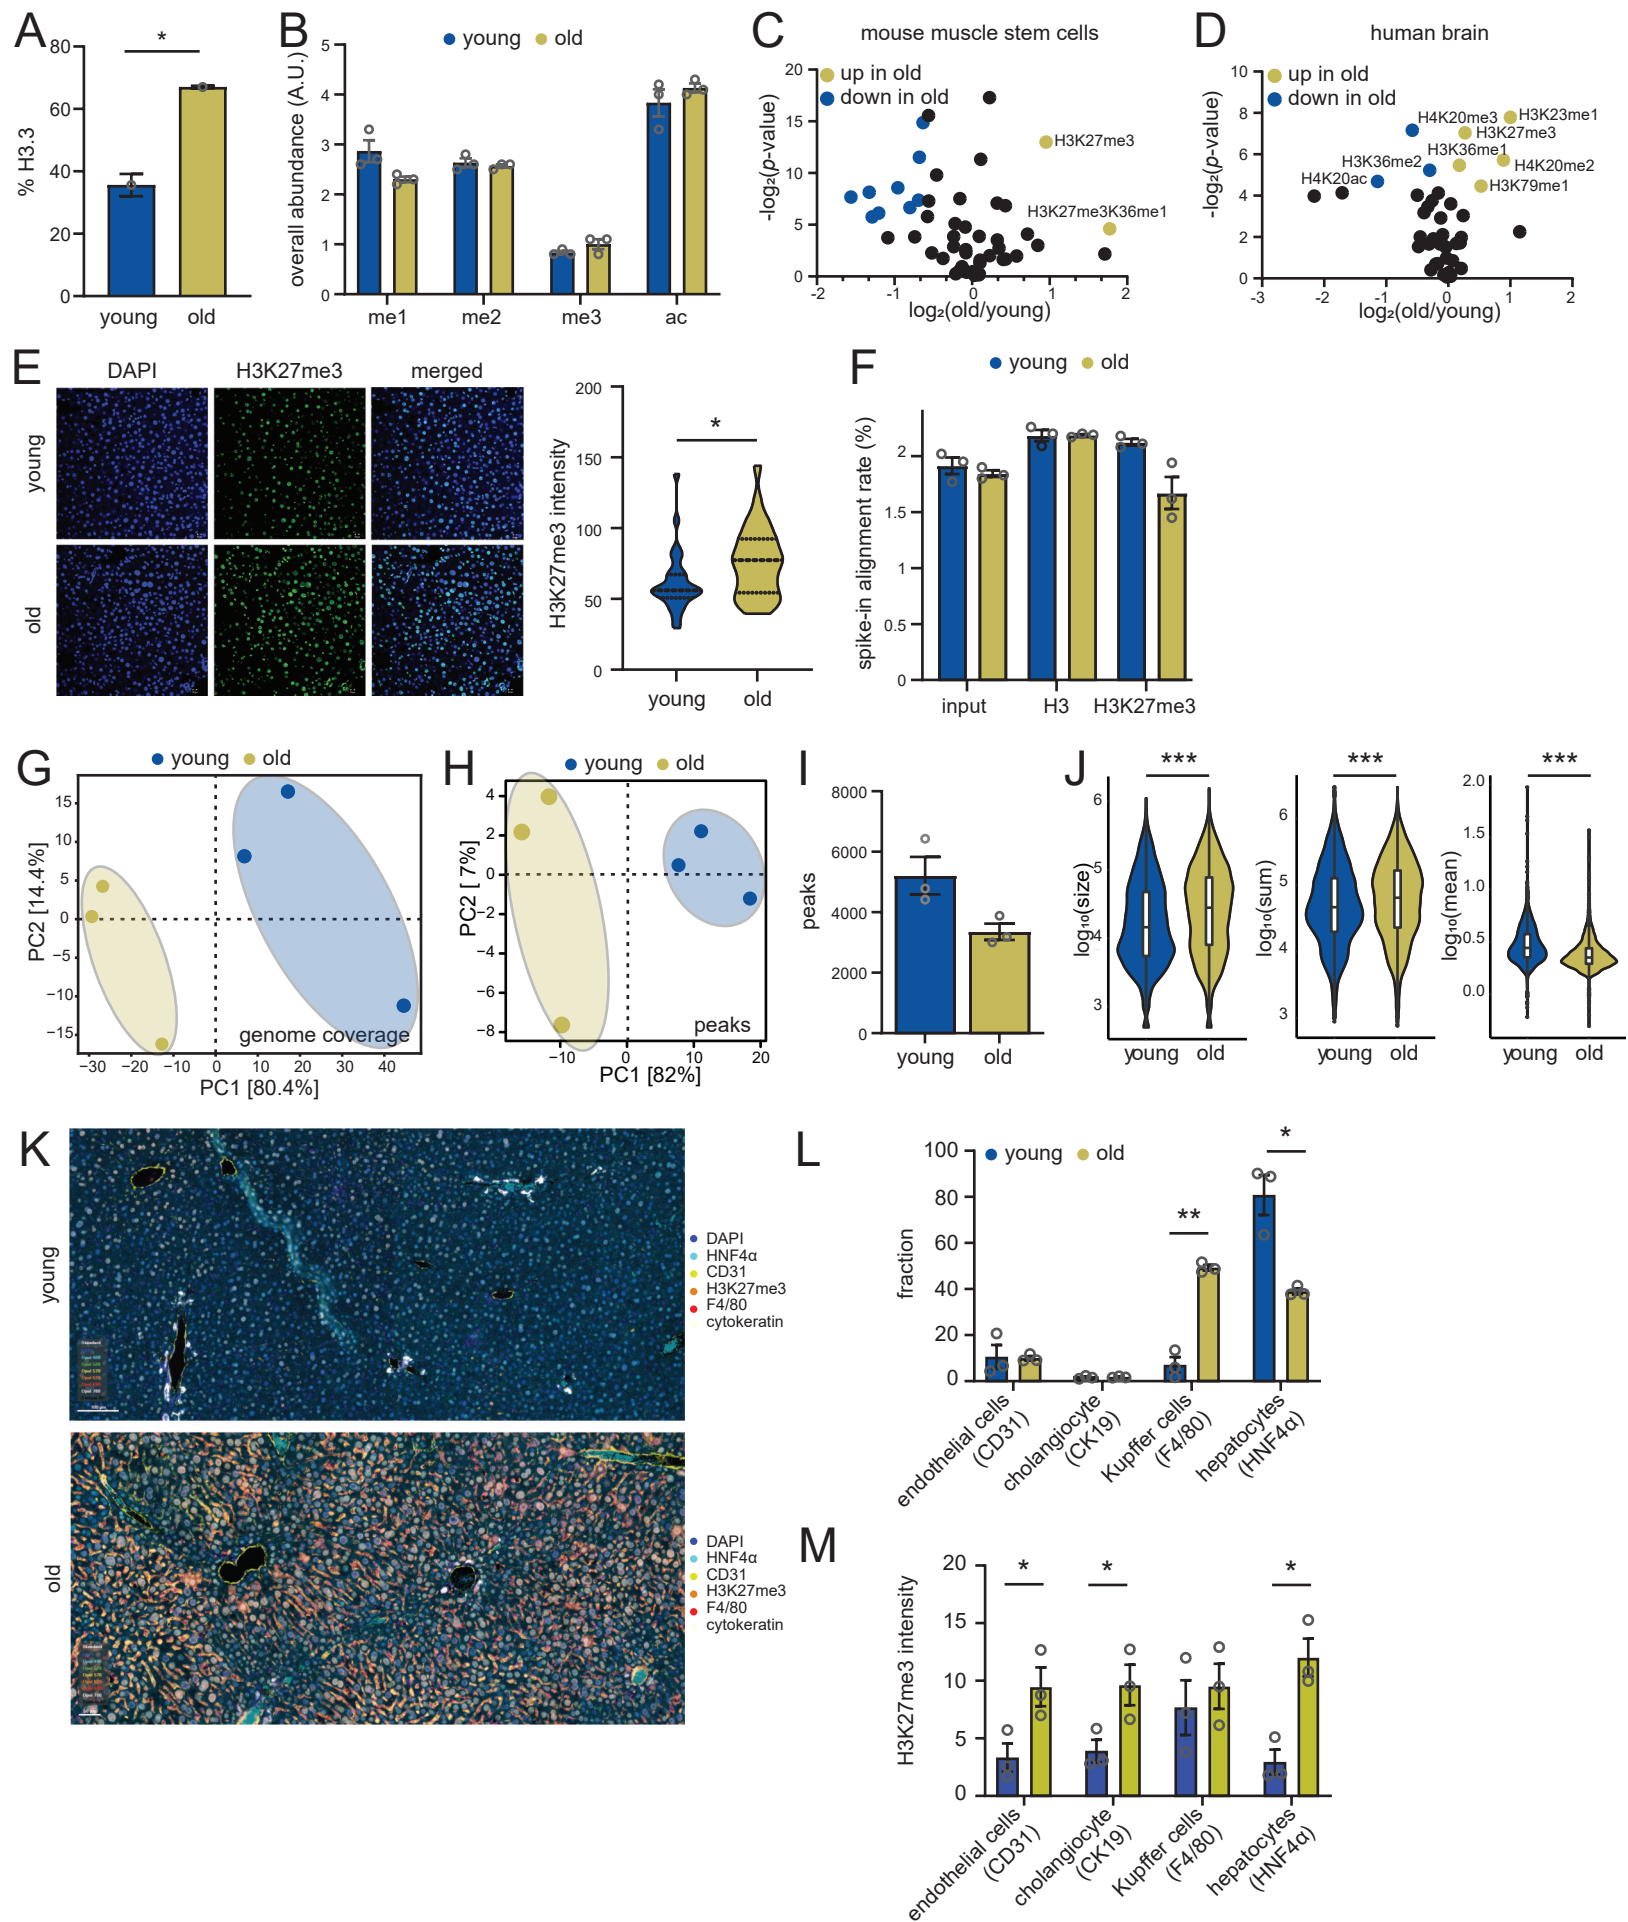 A
*
% H3.3
80
60
40
20
0
young
old
B
young
old
overall abundance (A.U.)
5
4
3
2
1
0
me1
me2
me3
ac
C
mouse muscle stem cells
up in old
down in old
-log₂(p-value)
20
15
10
5
0
H3K27me3
H3K27me3K36me1
-2
-1
0
1
2
log₂(old/young)
D
human brain
up in old
down in old
-log₂(p-value)
10
8
6
4
2
0
H4K20me3
H3K23me1
H3K27me3
H3K36me1
H3K36me2
H4K20me2
H4K20ac
H3K79me1
-3
-2
-1
0
1
2
log₂(old/young)
E
DAPI
H3K27me3
merged
young
old
H3K27me3 intensity
200
150
100
50
0
*
young
old
F
young
old
spike-in alignment rate (%)
2
1.5
1
0.5
0
input
H3
H3K27me3
G
young
old
PC2 [14.4%]
15
10
5
0
−5
−10
−15
genome coverage
−30
−20
−10
0
10
20
30
40
PC1 [80.4%]
H
young
old
PC2 [ 7%]
4
2
0
−2
−4
−6
−8
peaks
−10
0
10
20
PC1 [82%]
I
peaks
8000
6000
4000
2000
0
young
old
J
***
log₁₀(size)
6
5
4
3
young
old
***
log₁₀(sum)
6
5
4
3
young
old
***
log₁₀(mean)
2.0
1.5
1.0
0.5
0.0
young
old
K
young
DAPI
HNF4α
CD31
H3K27me3
F4/80
cytokeratin
old
DAPI
HNF4α
CD31
H3K27me3
F4/80
cytokeratin
L
young
old
fraction
100
80
60
40
20
0
**
*
endothelial cells
(CD31)
cholangiocyte
(CK19)
Kupffer cells
(F4/80)
hepatocytes
(HNF4α)
M
H3K27me3 intensity
20
15
10
5
0
*
*
*
endothelial cells
(CD31)
cholangiocyte
(CK19)
Kupffer cells
(F4/80)
hepatocytes
(HNF4α)